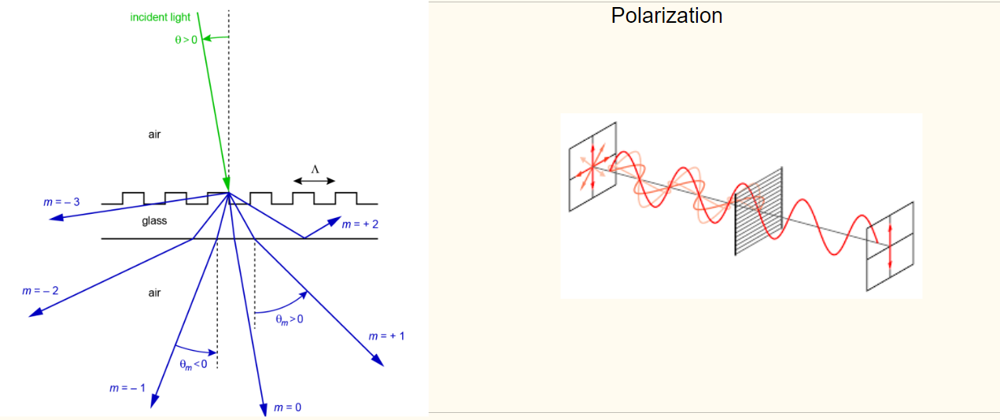 incident light
θ > 0
air
Λ
m = – 3
glass
m = + 2
m = – 2
air
θm>0
m = + 1
θm<0
m = – 1
m = 0
Polarization